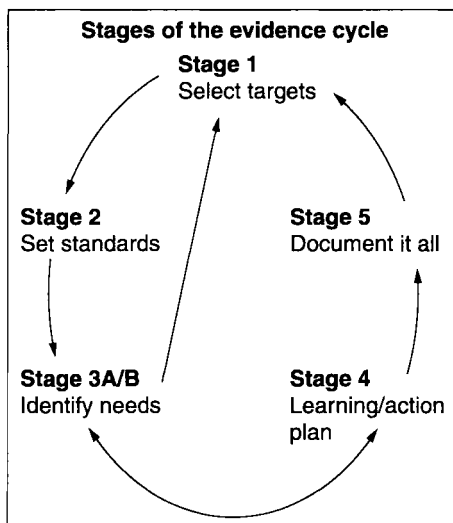 Stages of the evidence cycle
Stage 1
Select targets
Stage 2
Set standards
Stage 5
Document it all
Stage 3A/B
Identify needs
Stage 4
Learning/action
plan